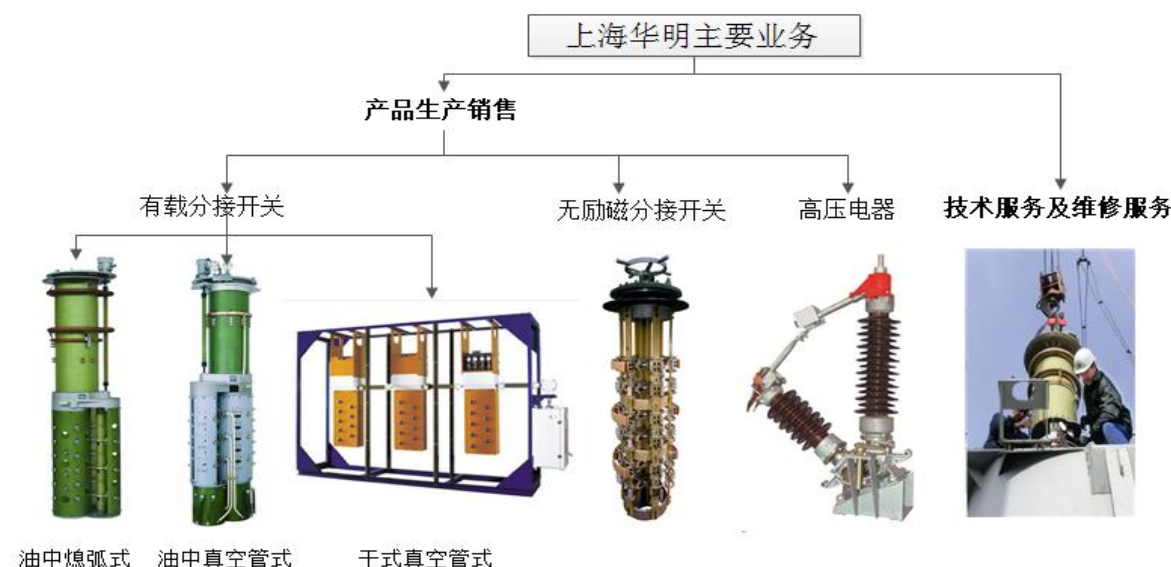 上海华明主要业务
产品生产销售
有载分接开关
无励磁分接开关
高压电器
技术服务及维修服务
油中熄弧式
油中真空管式
干式真空管式